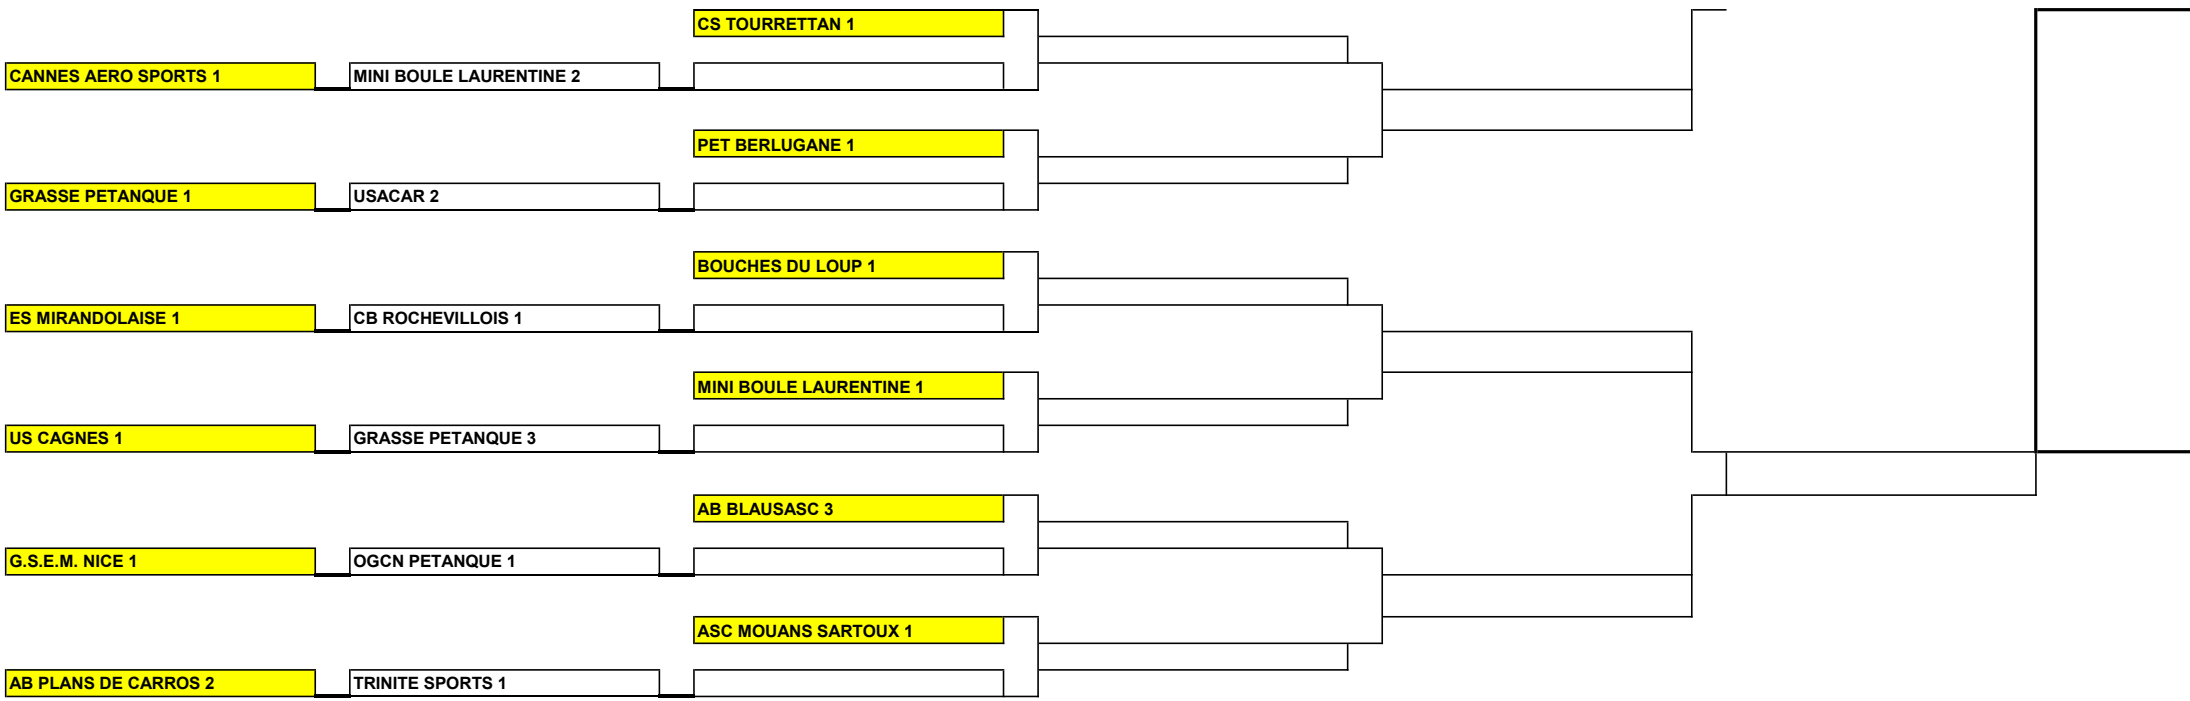 CS TOURRETTAN 1
CANNES AERO SPORTS 1 MINI BOULE LAURENTINE 2
PET BERLUGANE 1
GRASSE PETANQUE 1 USACAR 2
BOUCHES DU LOUP 1
ES MIRANDOLAISE 1 CB ROCHEVILLOIS 1
MINI BOULE LAURENTINE 1
US CAGNES 1 GRASSE PETANQUE 3
AB BLAUSASC 3
G.S.E.M. NICE 1 OGCN PETANQUE 1
ASC MOUANS SARTOUX 1
AB PLANS DE CARROS 2 TRINITE SPORTS 1